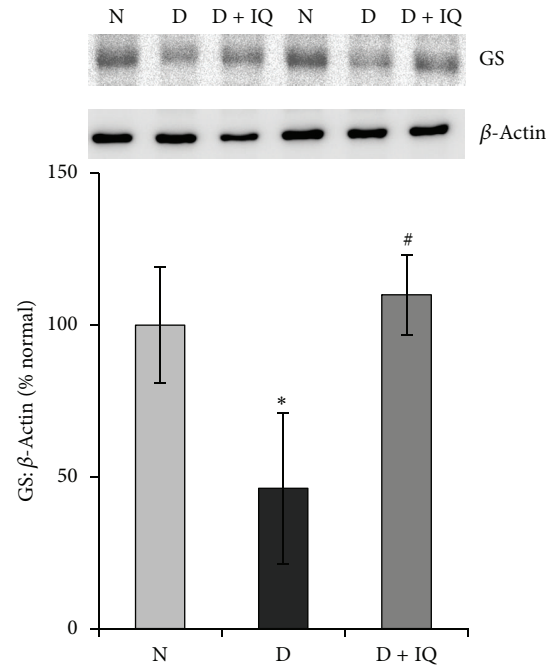 N D D + IQ N D D + IQ
GS
β-Actin
150
100
50
0
GS: β-Actin (% normal)
*
#
N D D + IQ